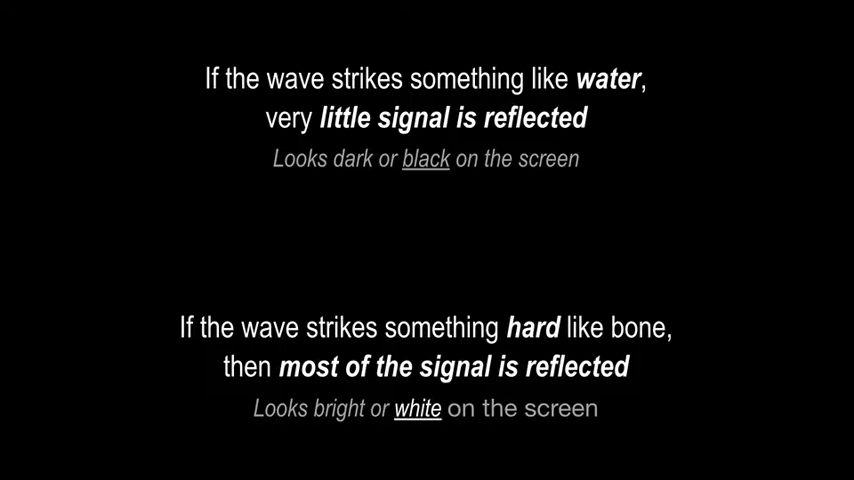 If the wave strikes something like water,
very little signal is reflected
Looks dark or black on the screen
If the wave strikes something hard like bone,
then most of the signal is reflected
Looks bright or white on the screen